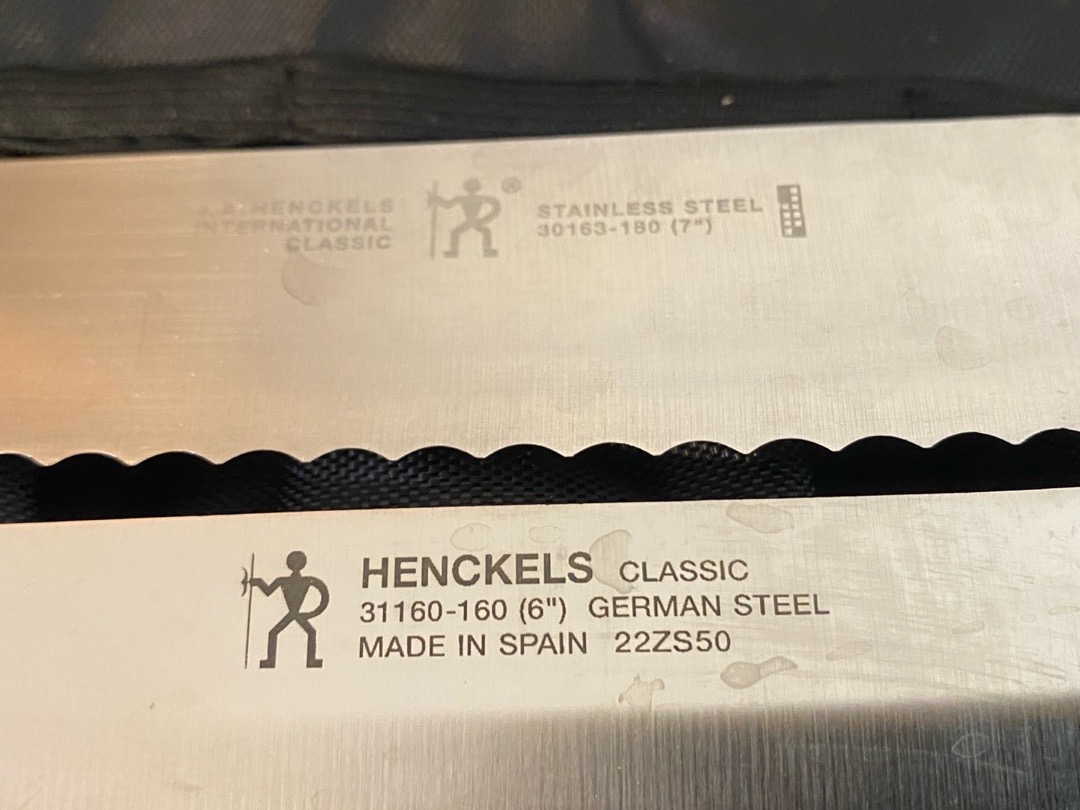 J. A. HENCKELS
INTERNATIONAL
CLASSIC
®
STAINLESS STEEL
30163-180 (7")
HENCKELS CLASSIC
31160-160 (6") GERMAN STEEL
MADE IN SPAIN 22ZS50